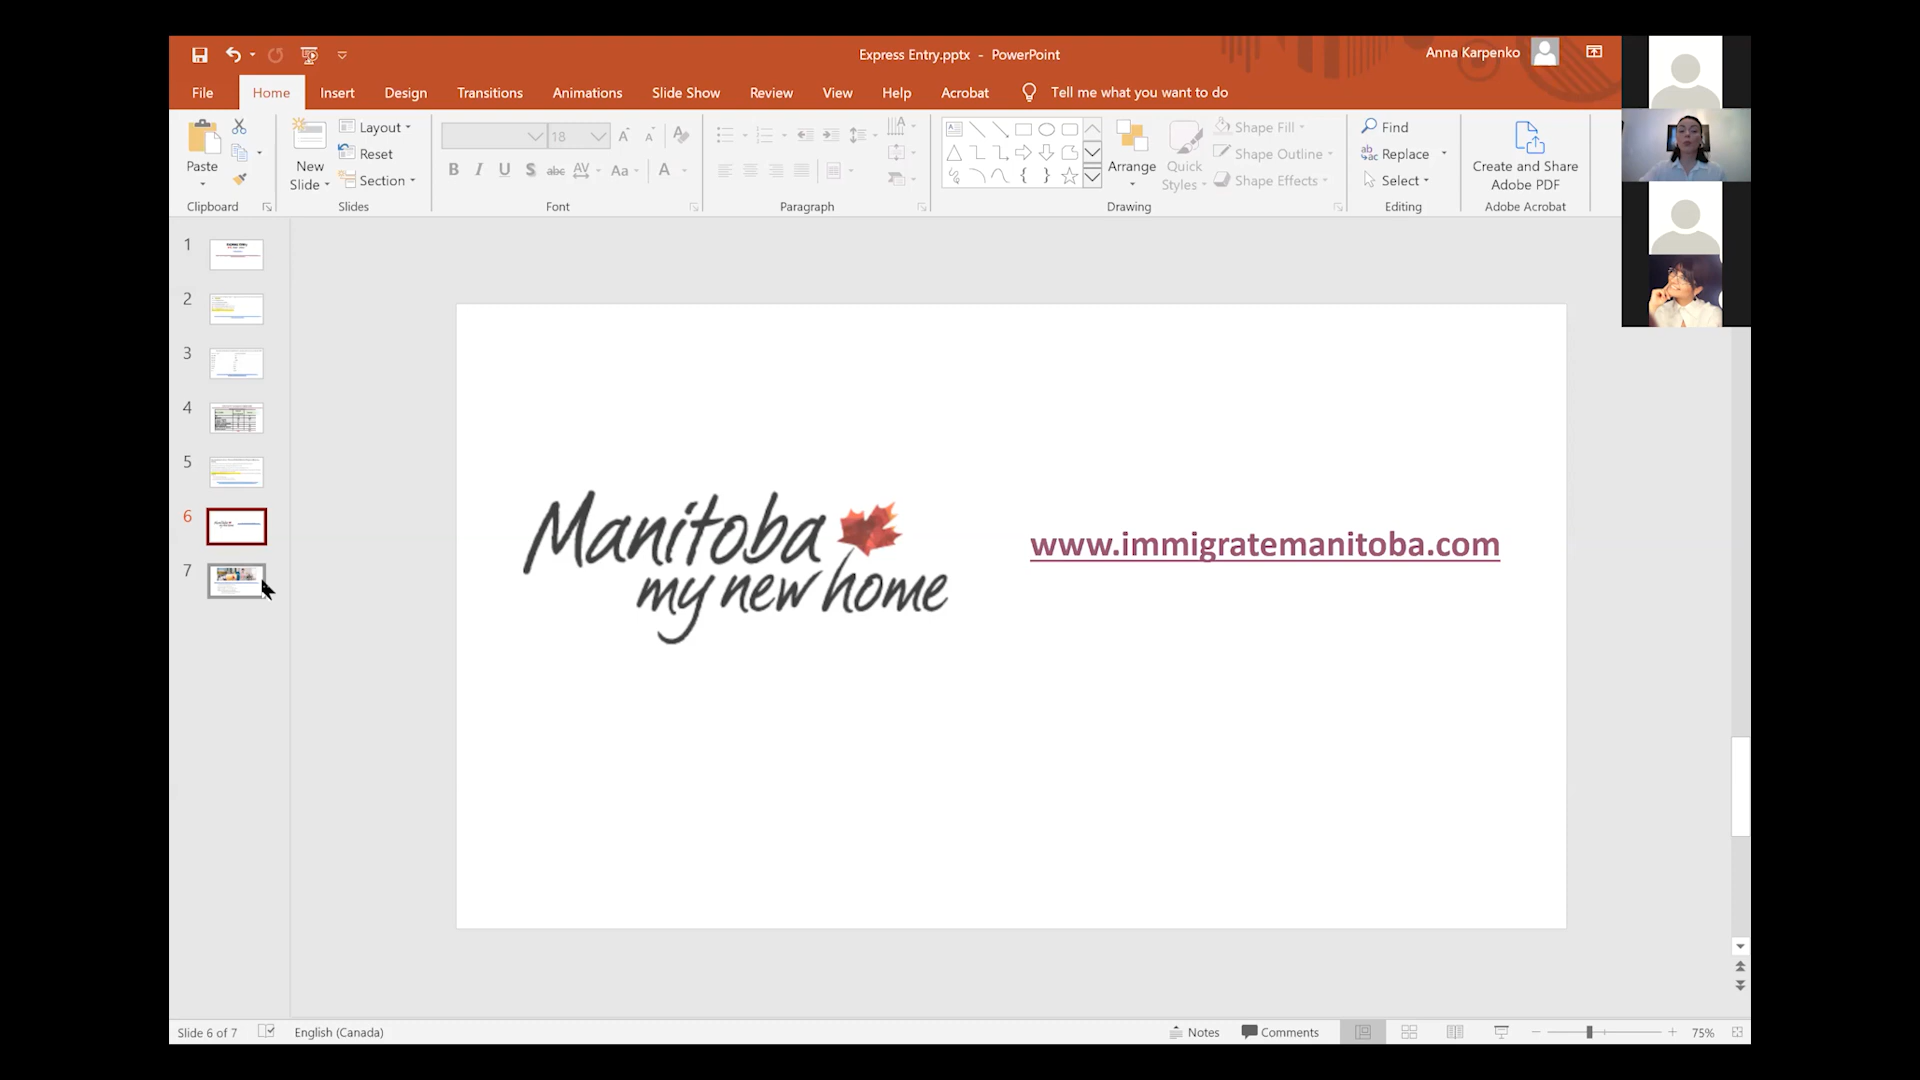 Express Entry.pptx - PowerPoint
Anna Karpenko
File Home Insert Design Transitions Animations Slide Show Review View Help Acrobat Tell me what you want to do
Paste
Clipboard
New Slide
Layout
Reset
Section
Slides
18
B I U S abc AV Aa A
Font
Paragraph
Arrange
Quick Styles
Shape Fill
Shape Outline
Shape Effects
Drawing
Find
Replace
Select
Editing
Create and Share Adobe PDF
Adobe Acrobat
1
2
3
4
5
6
7
Manitoba
my new home
www.immigratemanitoba.com
Slide 6 of 7
English (Canada)
Notes
Comments
75%